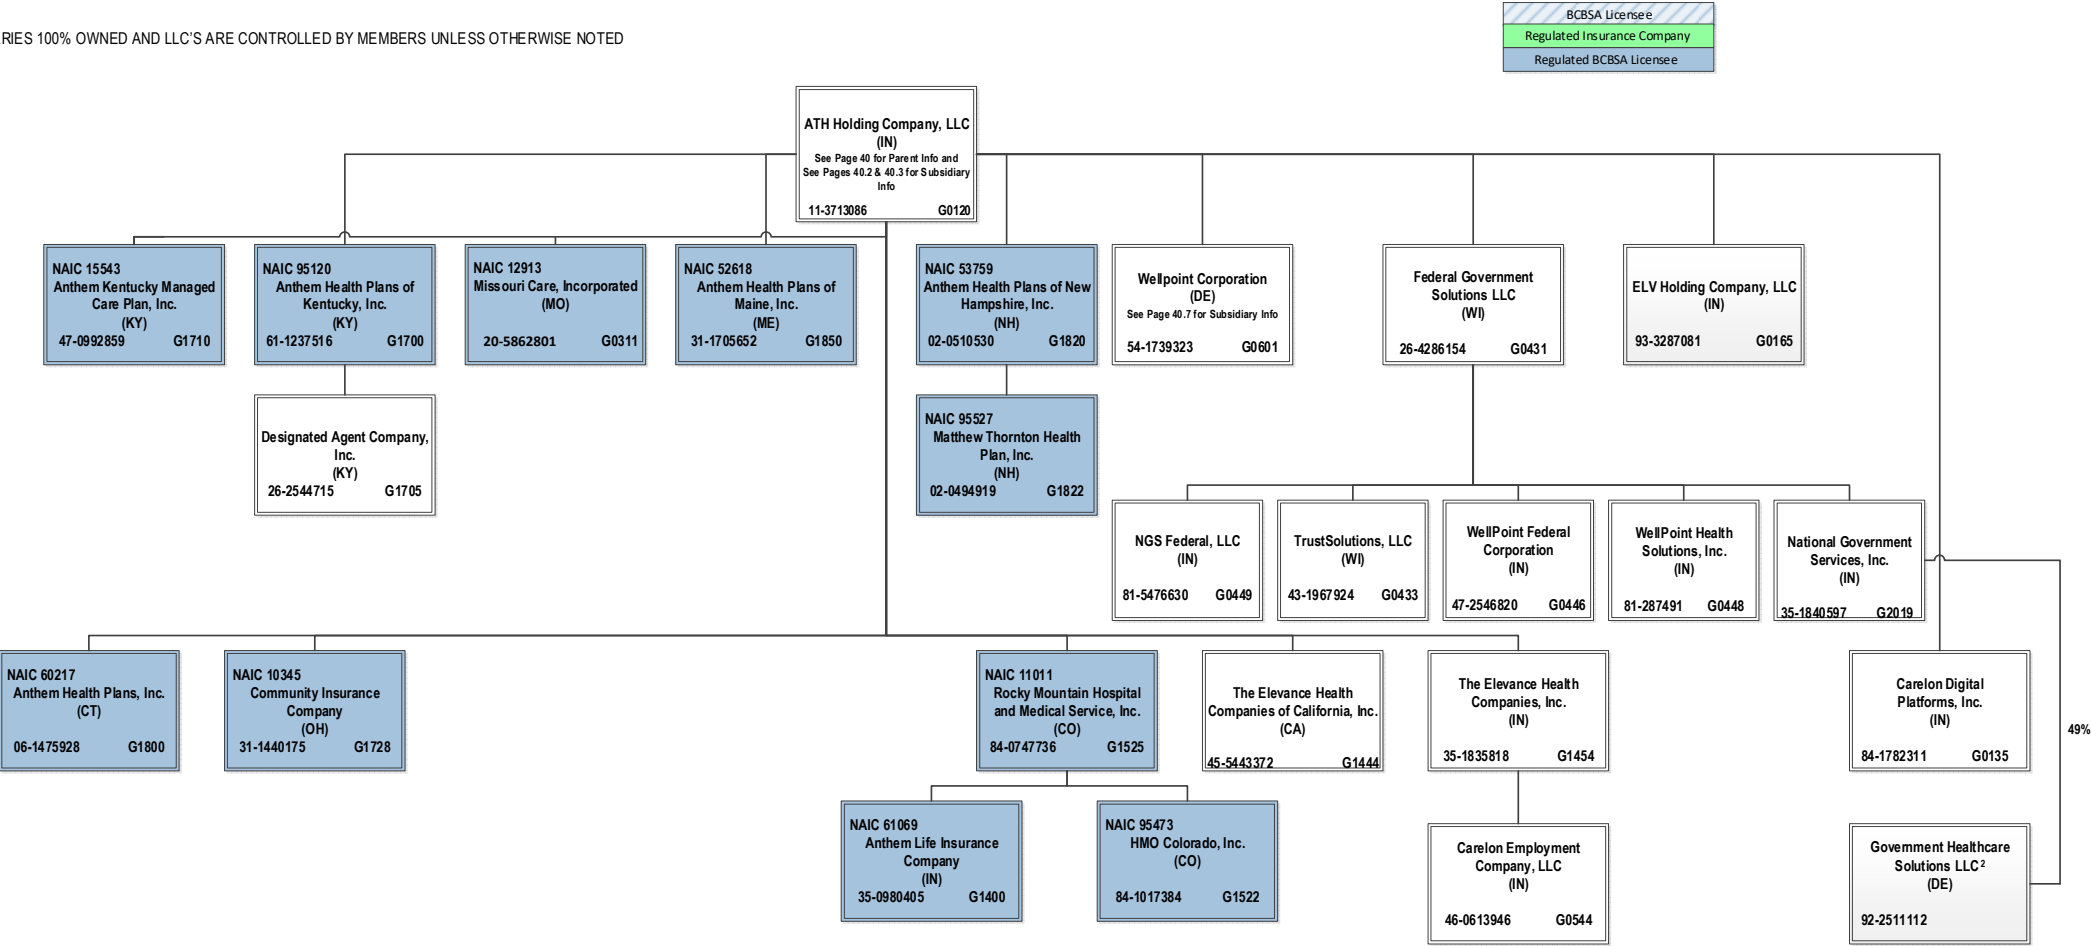 BCBSA Licensee
Regulated Insurance Company
Regulated BCBSA Licensee
RIES 100% OWNED AND LLC'S ARE CONTROLLED BY MEMBERS UNLESS OTHERWISE NOTED
ATH Holding Company, LLC
(IN)
See Page 40 for Parent Info and
See Pages 40.2 & 40.3 for Subsidiary
Info
11-3713086 G0120
NAIC 15543
Anthem Kentucky Managed
Care Plan, Inc.
(KY)
47-0992859 G1710
NAIC 95120
Anthem Health Plans of
Kentucky, Inc.
(KY)
61-1237516 G1700
NAIC 12913
Missouri Care, Incorporated
(MO)
20-5862801 G0311
NAIC 52618
Anthem Health Plans of
Maine, Inc.
(ME)
31-1705652 G1850
NAIC 53759
Anthem Health Plans of New
Hampshire, Inc.
(NH)
02-0510530 G1820
Wellpoint Corporation
(DE)
See Page 40.7 for Subsidiary Info
54-1739323 G0601
Federal Government
Solutions LLC
(WI)
26-4286154 G0431
ELV Holding Company, LLC
(IN)
93-3287081 G0165
Designated Agent Company,
Inc.
(KY)
26-2544715 G1705
NAIC 95527
Matthew Thornton Health
Plan, Inc.
(NH)
02-0494919 G1822
NGS Federal, LLC
(IN)
81-5476630 G0449
TrustSolutions, LLC
(WI)
43-1967924 G0433
WellPoint Federal
Corporation
(IN)
47-2546820 G0446
WellPoint Health
Solutions, Inc.
(IN)
81-287491 G0448
National Government
Services, Inc.
(IN)
35-1840597 G2019
NAIC 60217
Anthem Health Plans, Inc.
(CT)
06-1475928 G1800
NAIC 10345
Community Insurance
Company
(OH)
31-1440175 G1728
NAIC 11011
Rocky Mountain Hospital
and Medical Service, Inc.
(CO)
84-0747736 G1525
The Elevance Health
Companies of California, Inc.
(CA)
45-5443372 G1444
The Elevance Health
Companies, Inc.
(IN)
35-1835818 G1454
Carelon Digital
Platforms, Inc.
(IN)
84-1782311 G0135
49%
NAIC 61069
Anthem Life Insurance
Company
(IN)
35-0980405 G1400
NAIC 95473
HMO Colorado, Inc.
(CO)
84-1017384 G1522
Carelon Employment
Company, LLC
(IN)
46-0613946 G0544
Government Healthcare
Solutions LLC²
(DE)
92-2511112